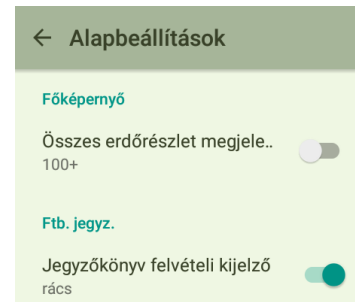 Alapbeállítások
Főképernyő
Összes erdőrészlet megjele..
100+
Ftb. jegyz.
Jegyzőkönyv felvételi kijelző
rács